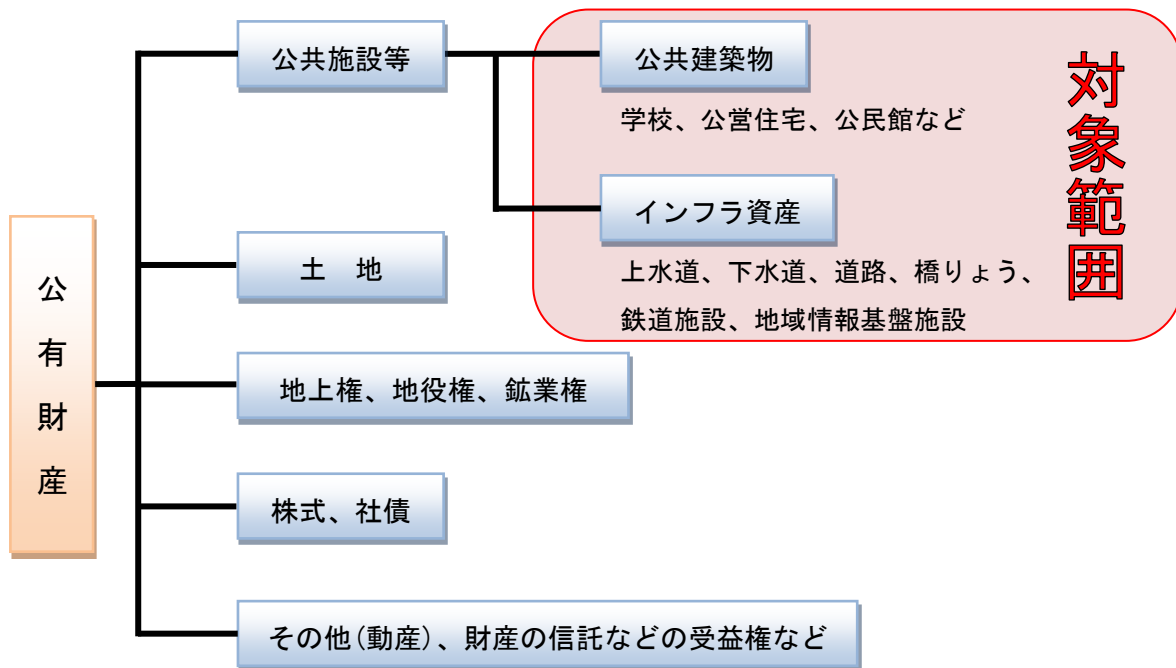 公共施設等
公共建築物
学校、公営住宅、公民館など
インフラ資産
上水道、下水道、道路、橋りょう、
鉄道施設、地域情報基盤施設
対象範囲
公有財産
土　地
地上権、地役権、鉱業権
株式、社債
その他(動産)、財産の信託などの受益権など